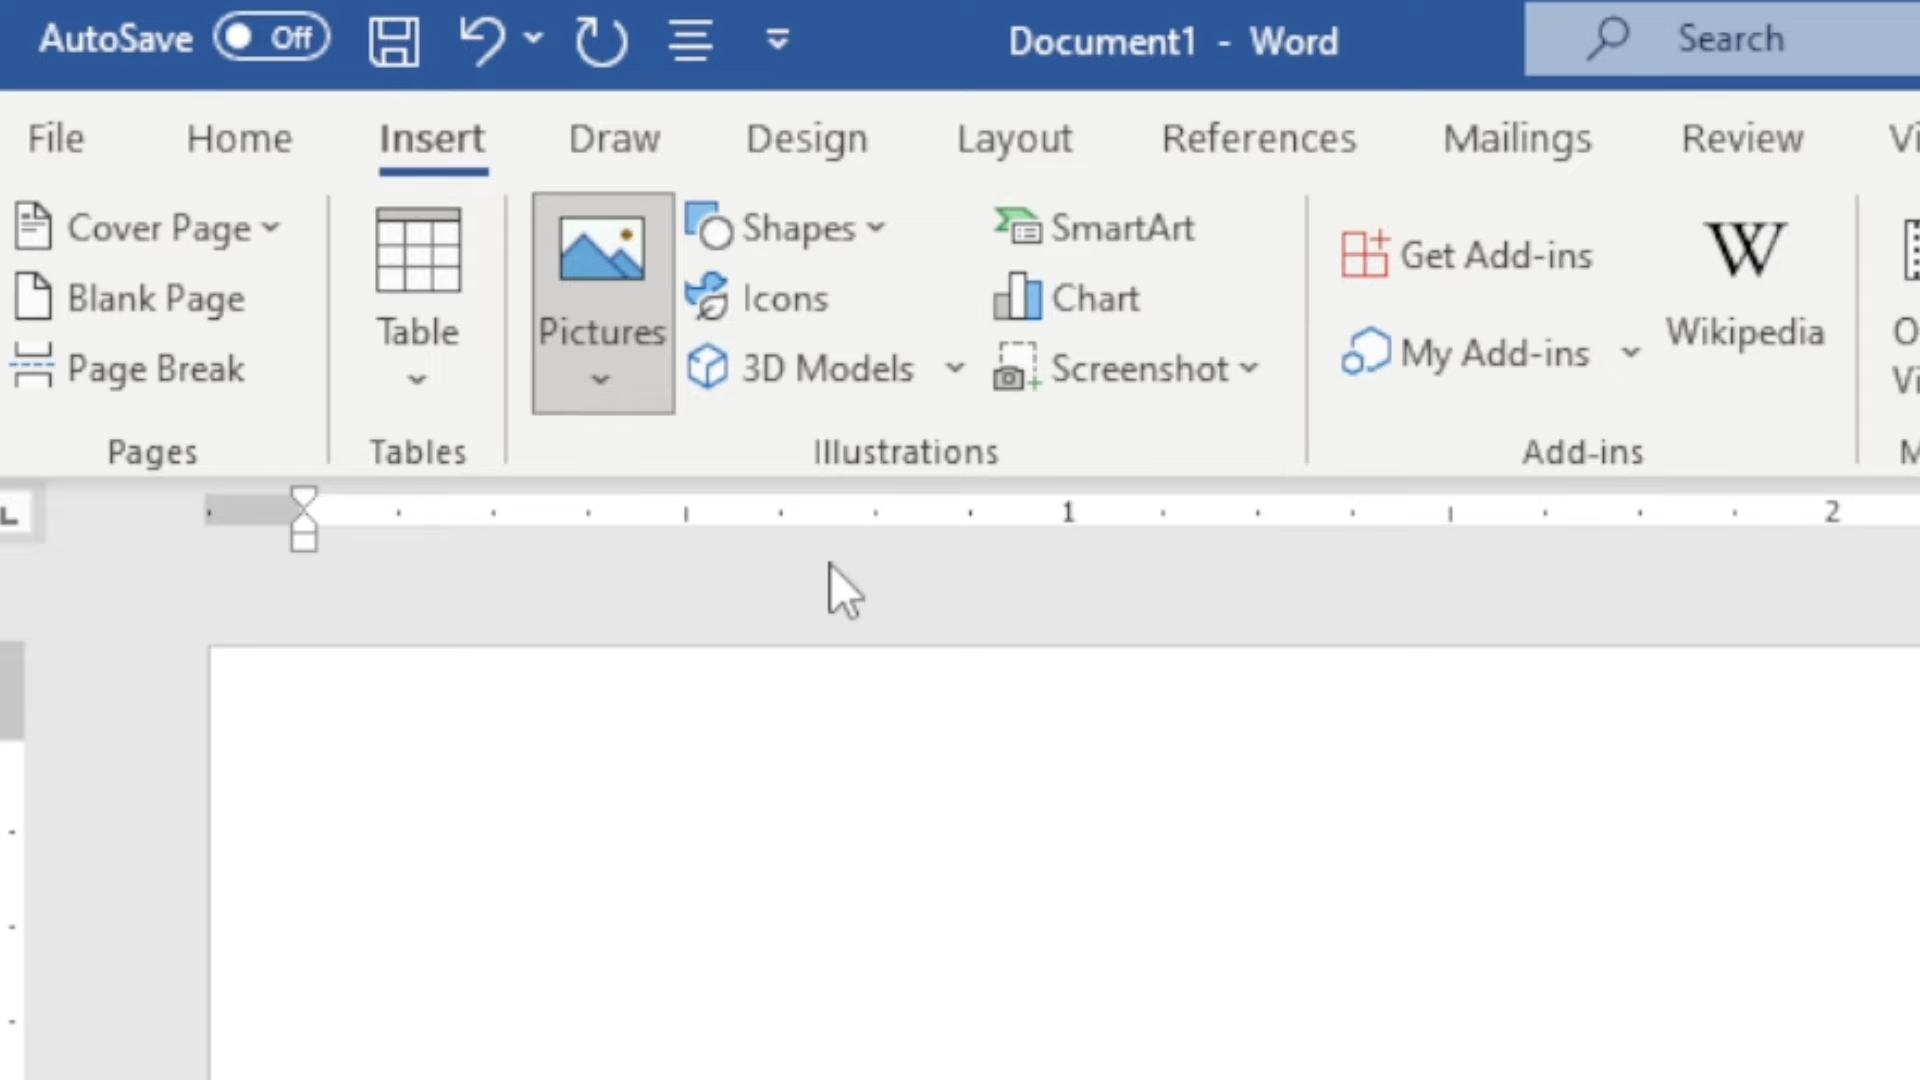 AutoSave Off
Document1 - Word
Search
File Home Insert Draw Design Layout References Mailings Review
Cover Page
Blank Page
Page Break
Pages
Table
Tables
Pictures
Shapes
Icons
3D Models
SmartArt
Chart
Screenshot
Illustrations
Get Add-ins
My Add-ins
W
Wikipedia
Add-ins
1 2